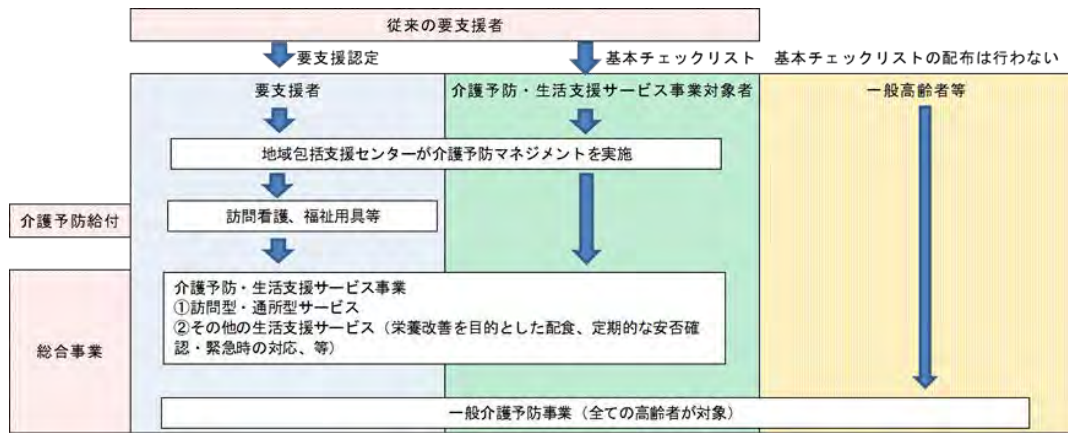 従来の要支援者
要支援認定
基本チェックリスト
基本チェックリストの配布は行わない
要支援者
介護予防・生活支援サービス事業対象者
一般高齢者等
地域包括支援センターが介護予防マネジメントを実施
介護予防給付
訪問看護、福祉用具等
総合事業
介護予防・生活支援サービス事業
①訪問型・通所型サービス
②その他の生活支援サービス（栄養改善を目的とした配食、定期的な安否確
認・緊急時の対応、等）
一般介護予防事業（全ての高齢者が対象）